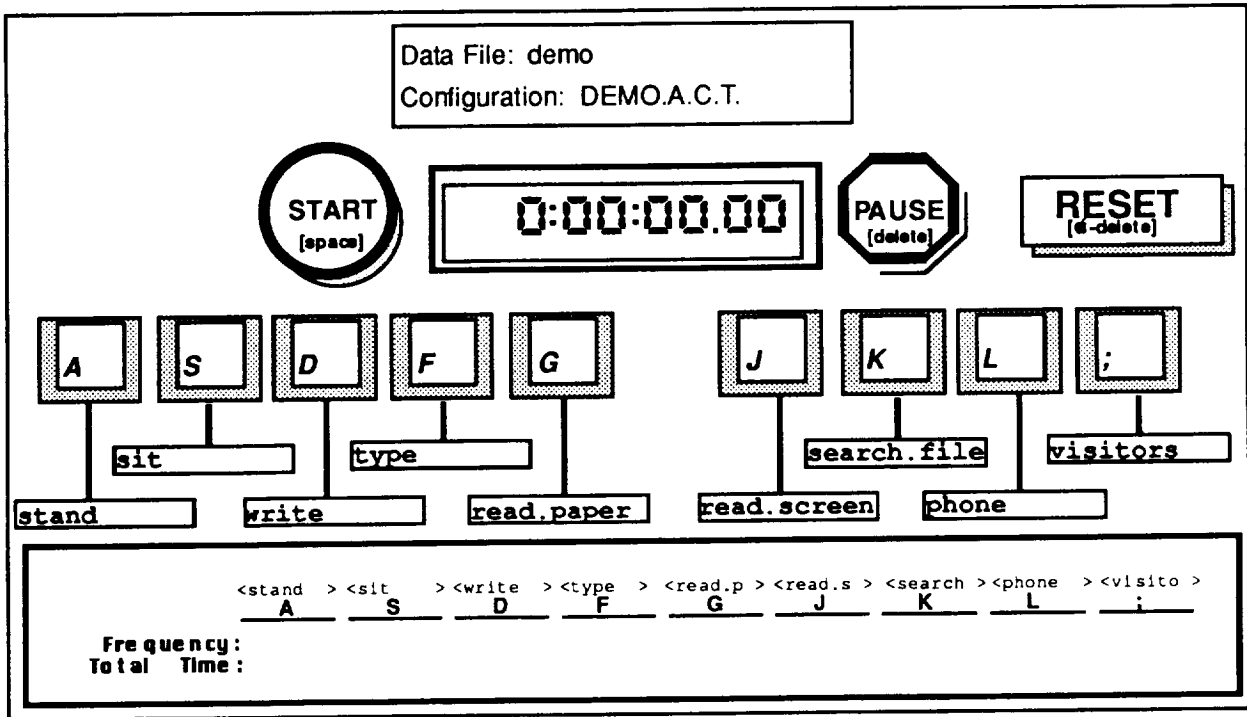 Data File: demo
Configuration: DEMO.A.C.T.
START
[space]
0:00:00.00
PAUSE
[delete]
RESET
A S D F G J K L ;
sit type search.file visitors
stand write read.paper read.screen phone
<stand > <sit > <write > <type > <read.p > <read.s > <search > <phone > <visito >
A S D F G J K L ;
Frequency:
Total Time: